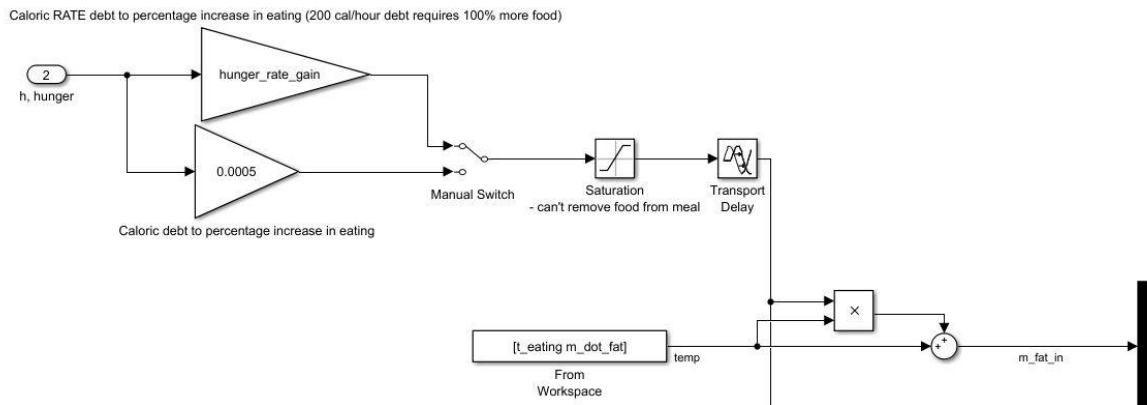 Caloric RATE debt to percentage increase in eating (200 cal/hour debt requires 100% more food)
2
h, hunger
hunger_rate_gain
0.0005
Caloric debt to percentage increase in eating
Manual Switch
Saturation
- can't remove food from meal
Transport
Delay
×
[t_eating m_dot_fat]
From
Workspace
temp
+
+
m_fat_in